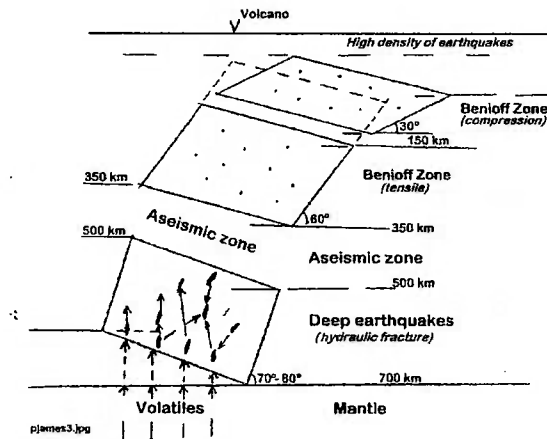 Volcano
High density of earthquakes
Benioff Zone
(compression)
30°
150 km
Benioff Zone
(tensile)
350 km
60°
350 km
Aseismic zone
Aseismic zone
500 km
500 km
Deep earthquakes
(hydraulic fracture)
70°- 80°
700 km
Volatiles
Mantle
pjames3.jpg